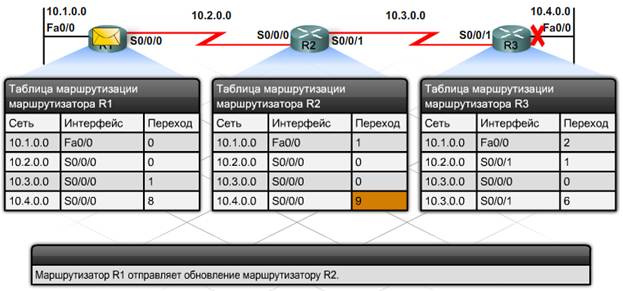 10.1.0.0
10.4.0.0
Fa0/0
10.2.0.0
10.3.0.0
Fa0/0
R1
S0/0/0
S0/0/0
R2
S0/0/1
S0/0/1
R3
Таблица маршрутизации
маршрутизатора R1
Сеть Интерфейс Переход
10.1.0.0 Fa0/0 0
10.2.0.0 S0/0/0 0
10.3.0.0 S0/0/0 1
10.4.0.0 S0/0/0 8
Таблица маршрутизации
маршрутизатора R2
Сеть Интерфейс Переход
10.1.0.0 Fa0/0 1
10.2.0.0 S0/0/0 0
10.3.0.0 S0/0/0 0
10.4.0.0 S0/0/0 9
Таблица маршрутизации
маршрутизатора R3
Сеть Интерфейс Переход
10.1.0.0 Fa0/0 2
10.2.0.0 S0/0/1 1
10.3.0.0 S0/0/0 0
10.3.0.0 S0/0/1 6
Маршрутизатор R1 отправляет обновление маршрутизатору R2.